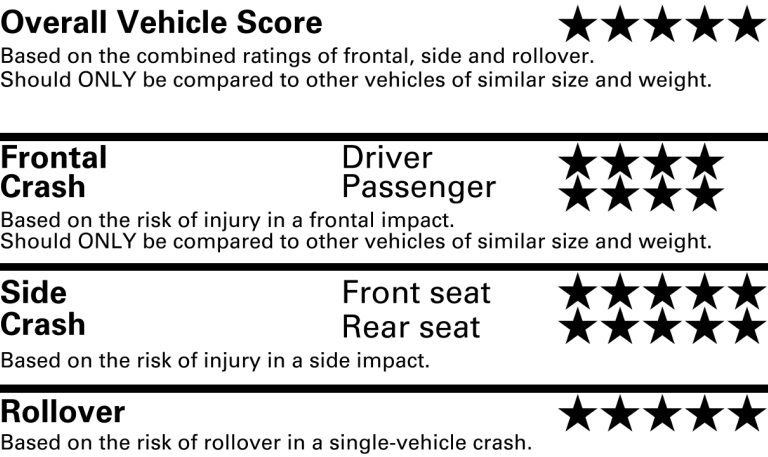 Overall Vehicle Score ★★★★★
Based on the combined ratings of frontal, side and rollover.
Should ONLY be compared to other vehicles of similar size and weight.
Frontal Driver ★★★★
Crash Passenger ★★★★
Based on the risk of injury in a frontal impact.
Should ONLY be compared to other vehicles of similar size and weight.
Side Front seat ★★★★★
Crash Rear seat ★★★★★
Based on the risk of injury in a side impact.
Rollover ★★★★★
Based on the risk of rollover in a single-vehicle crash.